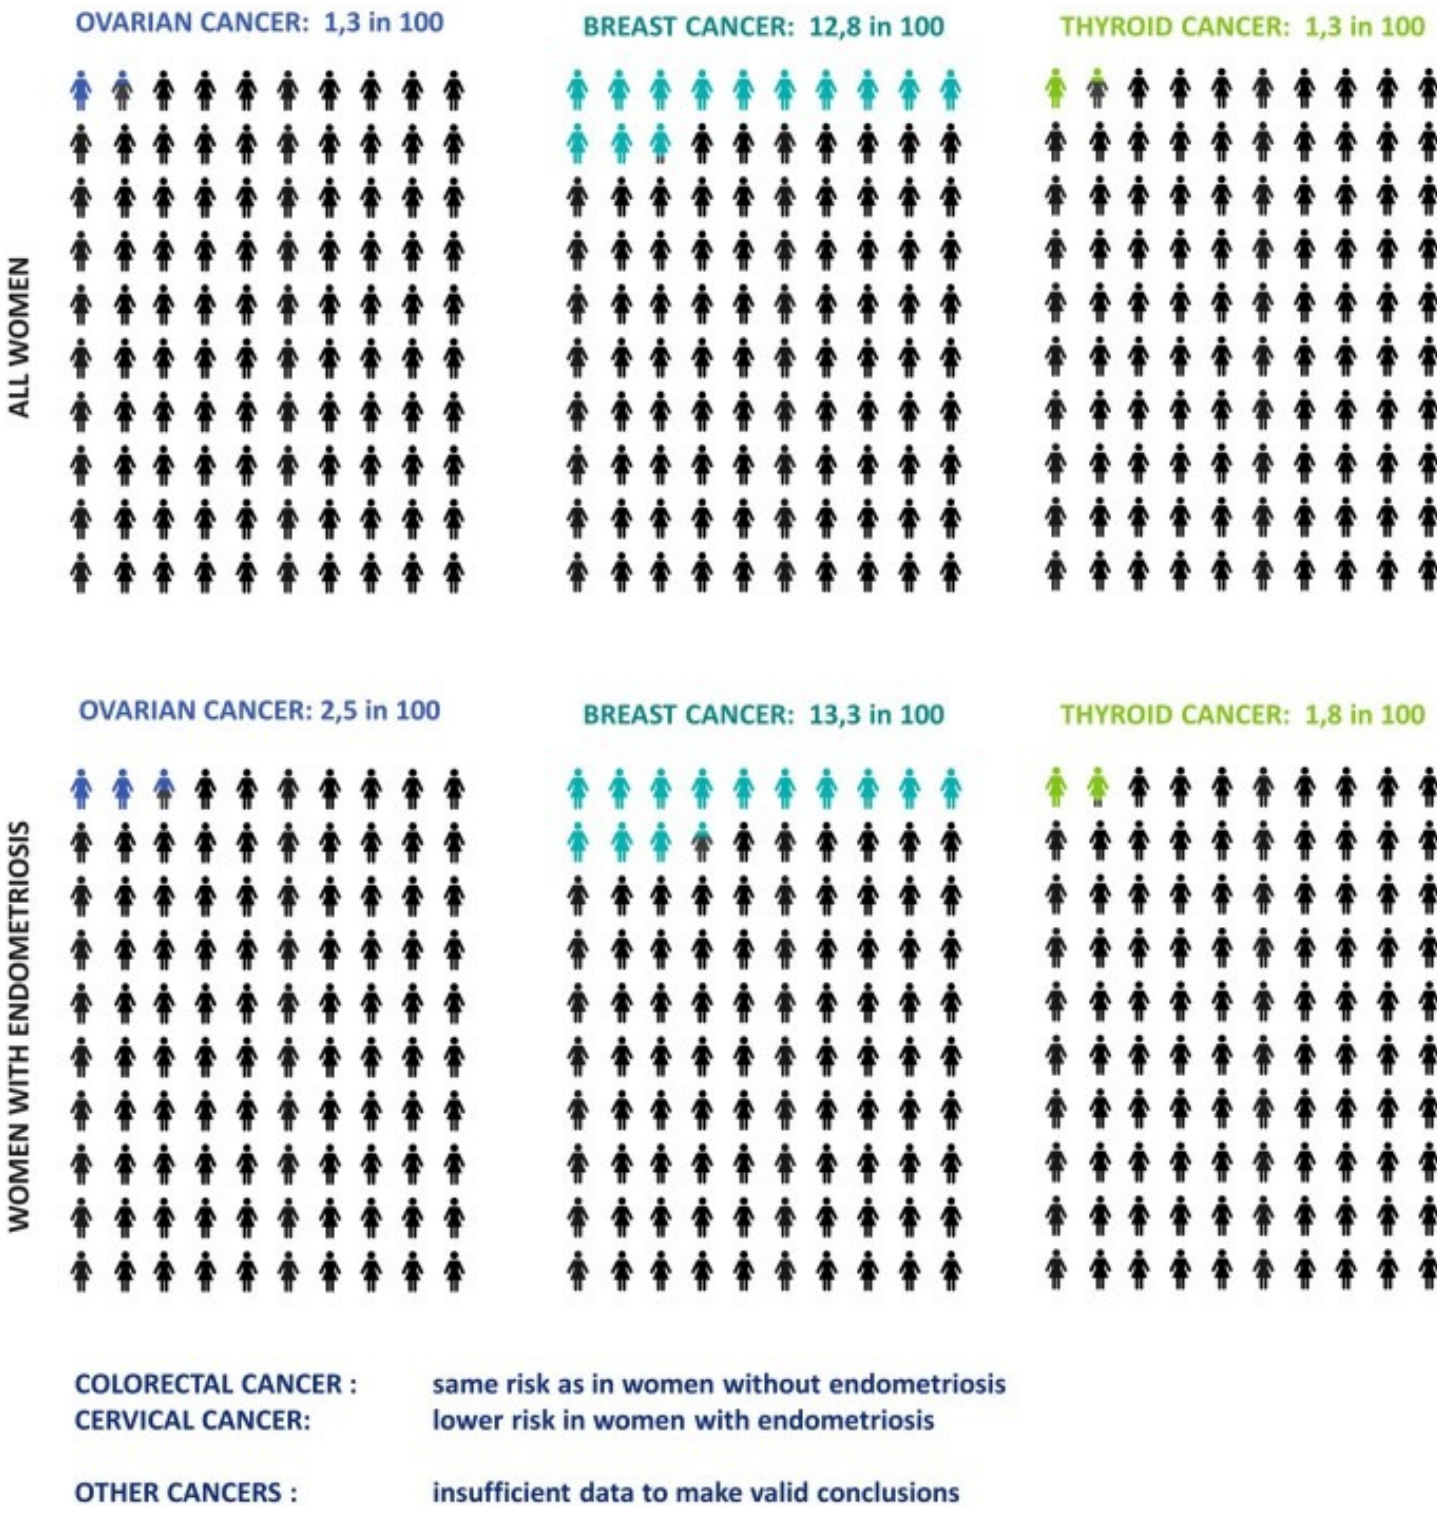 OVARIAN CANCER: 1,3 in 100
BREAST CANCER: 12,8 in 100
THYROID CANCER: 1,3 in 100
ALL WOMEN
OVARIAN CANCER: 2,5 in 100
BREAST CANCER: 13,3 in 100
THYROID CANCER: 1,8 in 100
WOMEN WITH ENDOMETRIOSIS
COLORECTAL CANCER : same risk as in women without endometriosis
CERVICAL CANCER: lower risk in women with endometriosis
OTHER CANCERS : insufficient data to make valid conclusions